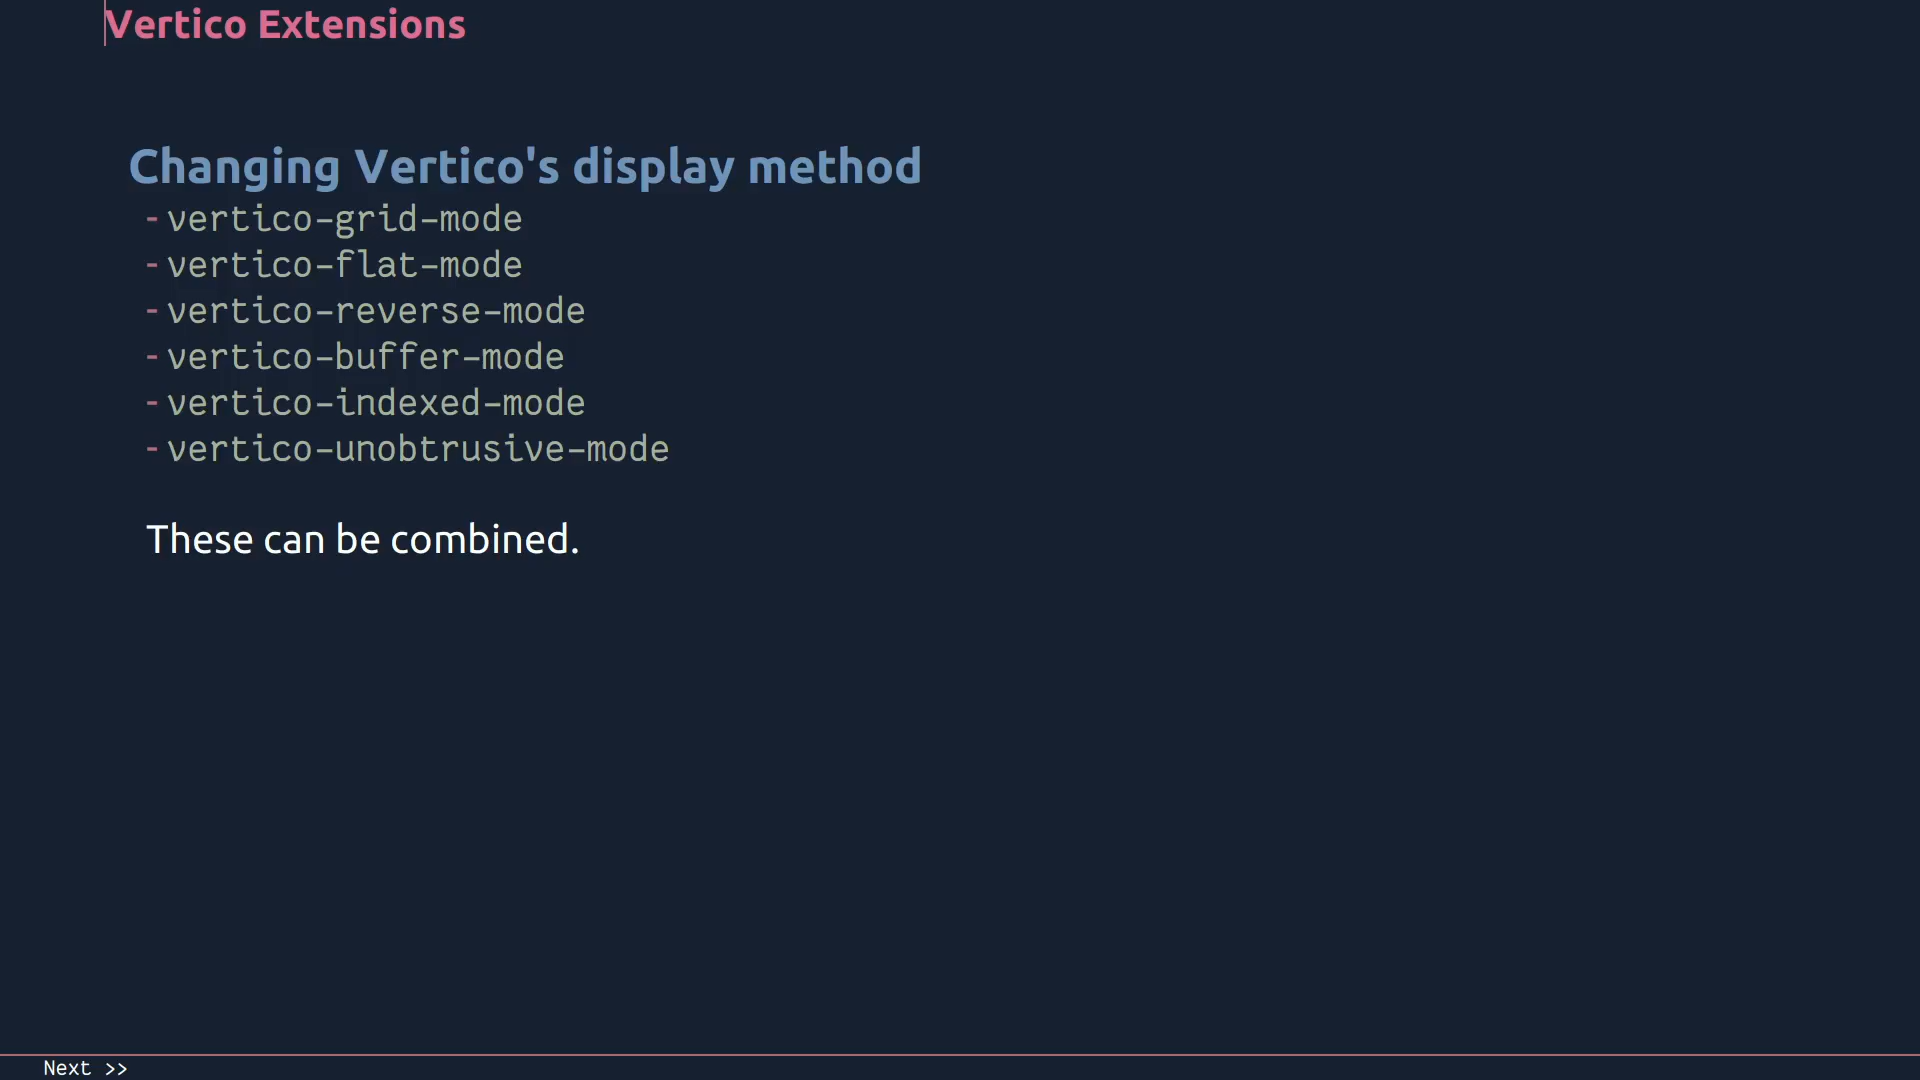 Vertico Extensions
Changing Vertico's display method
- vertico-grid-mode
- vertico-flat-mode
- vertico-reverse-mode
- vertico-buffer-mode
- vertico-indexed-mode
- vertico-unobtrusive-mode
These can be combined.
Next >>